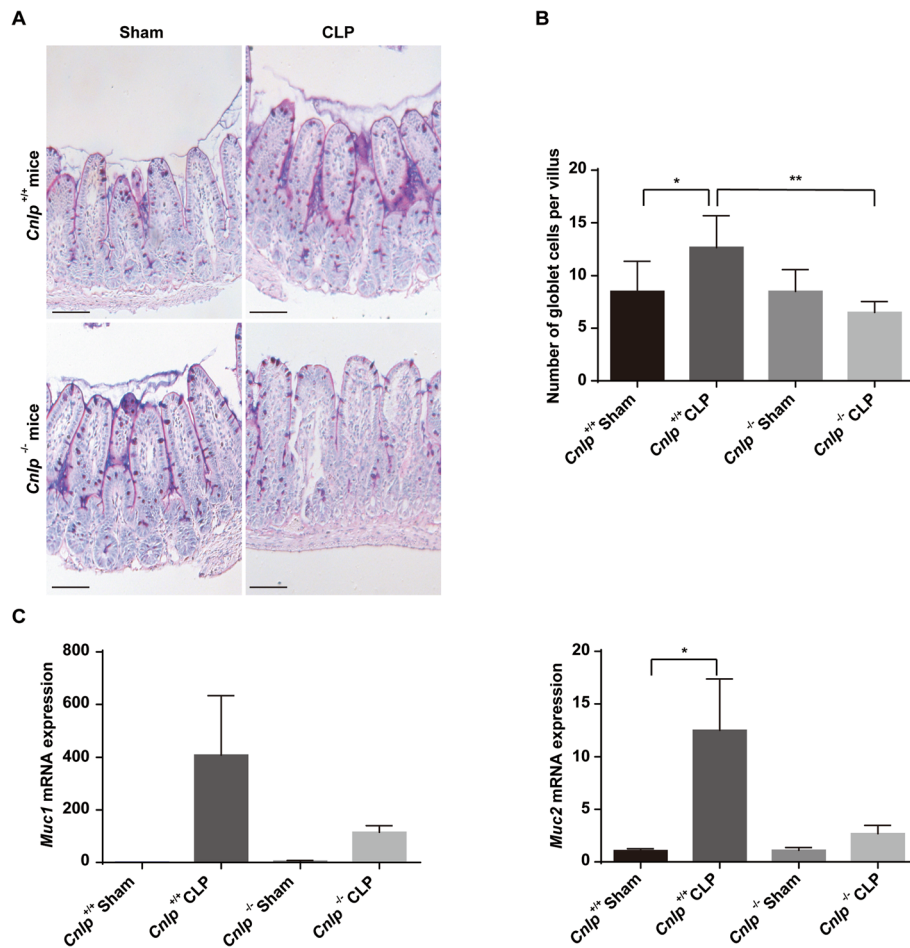 A
Sham
CLP
Cnlp +/+ mice
Cnlp -/- mice
B
Number of globlet cells per villus
20
15
10
5
0
*
**
Cnlp +/+ Sham
Cnlp +/+ CLP
Cnlp -/- Sham
Cnlp -/- CLP
C
Muc1 mRNA expression
800
600
400
200
0
Cnlp +/+ Sham
Cnlp +/+ CLP
Cnlp -/- Sham
Cnlp -/- CLP
Muc2 mRNA expression
20
15
10
5
0
*
Cnlp +/+ Sham
Cnlp +/+ CLP
Cnlp -/- Sham
Cnlp -/- CLP